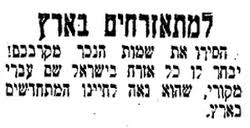 למתאזרחים בארץ
הסירו את שמות הנכר מקרבכם!
יבחר לו כל אזרח בישראל שם עברי
מקורי, שהוא נאה לחיינו המתחדשים
בארץ.